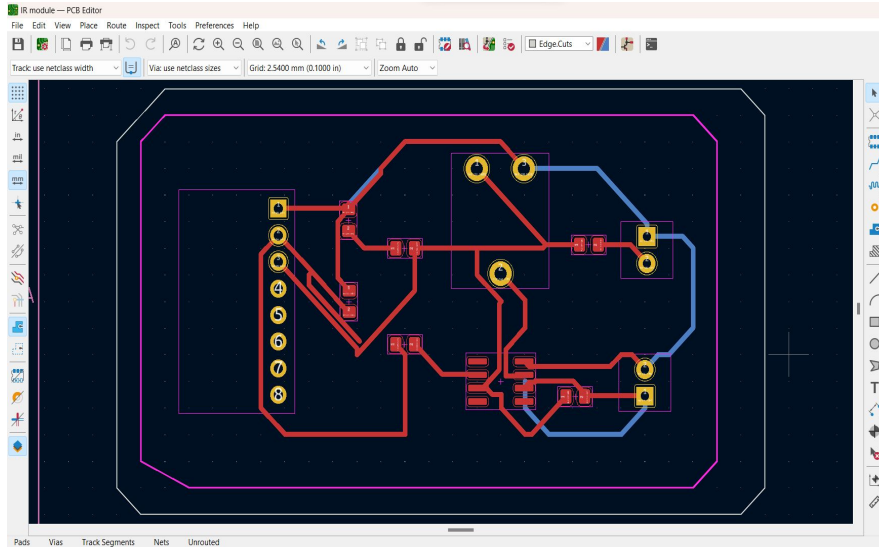 IR module — PCB Editor
File Edit View Place Route Inspect Tools Preferences Help
Edge.Cuts
Track: use netclass width
Via: use netclass sizes
Grid: 2.5400 mm (0.1000 in)
Zoom Auto
in
mil
mm
4
5
6
7
8
2
T
A
Pads Vias Track Segments Nets Unrouted